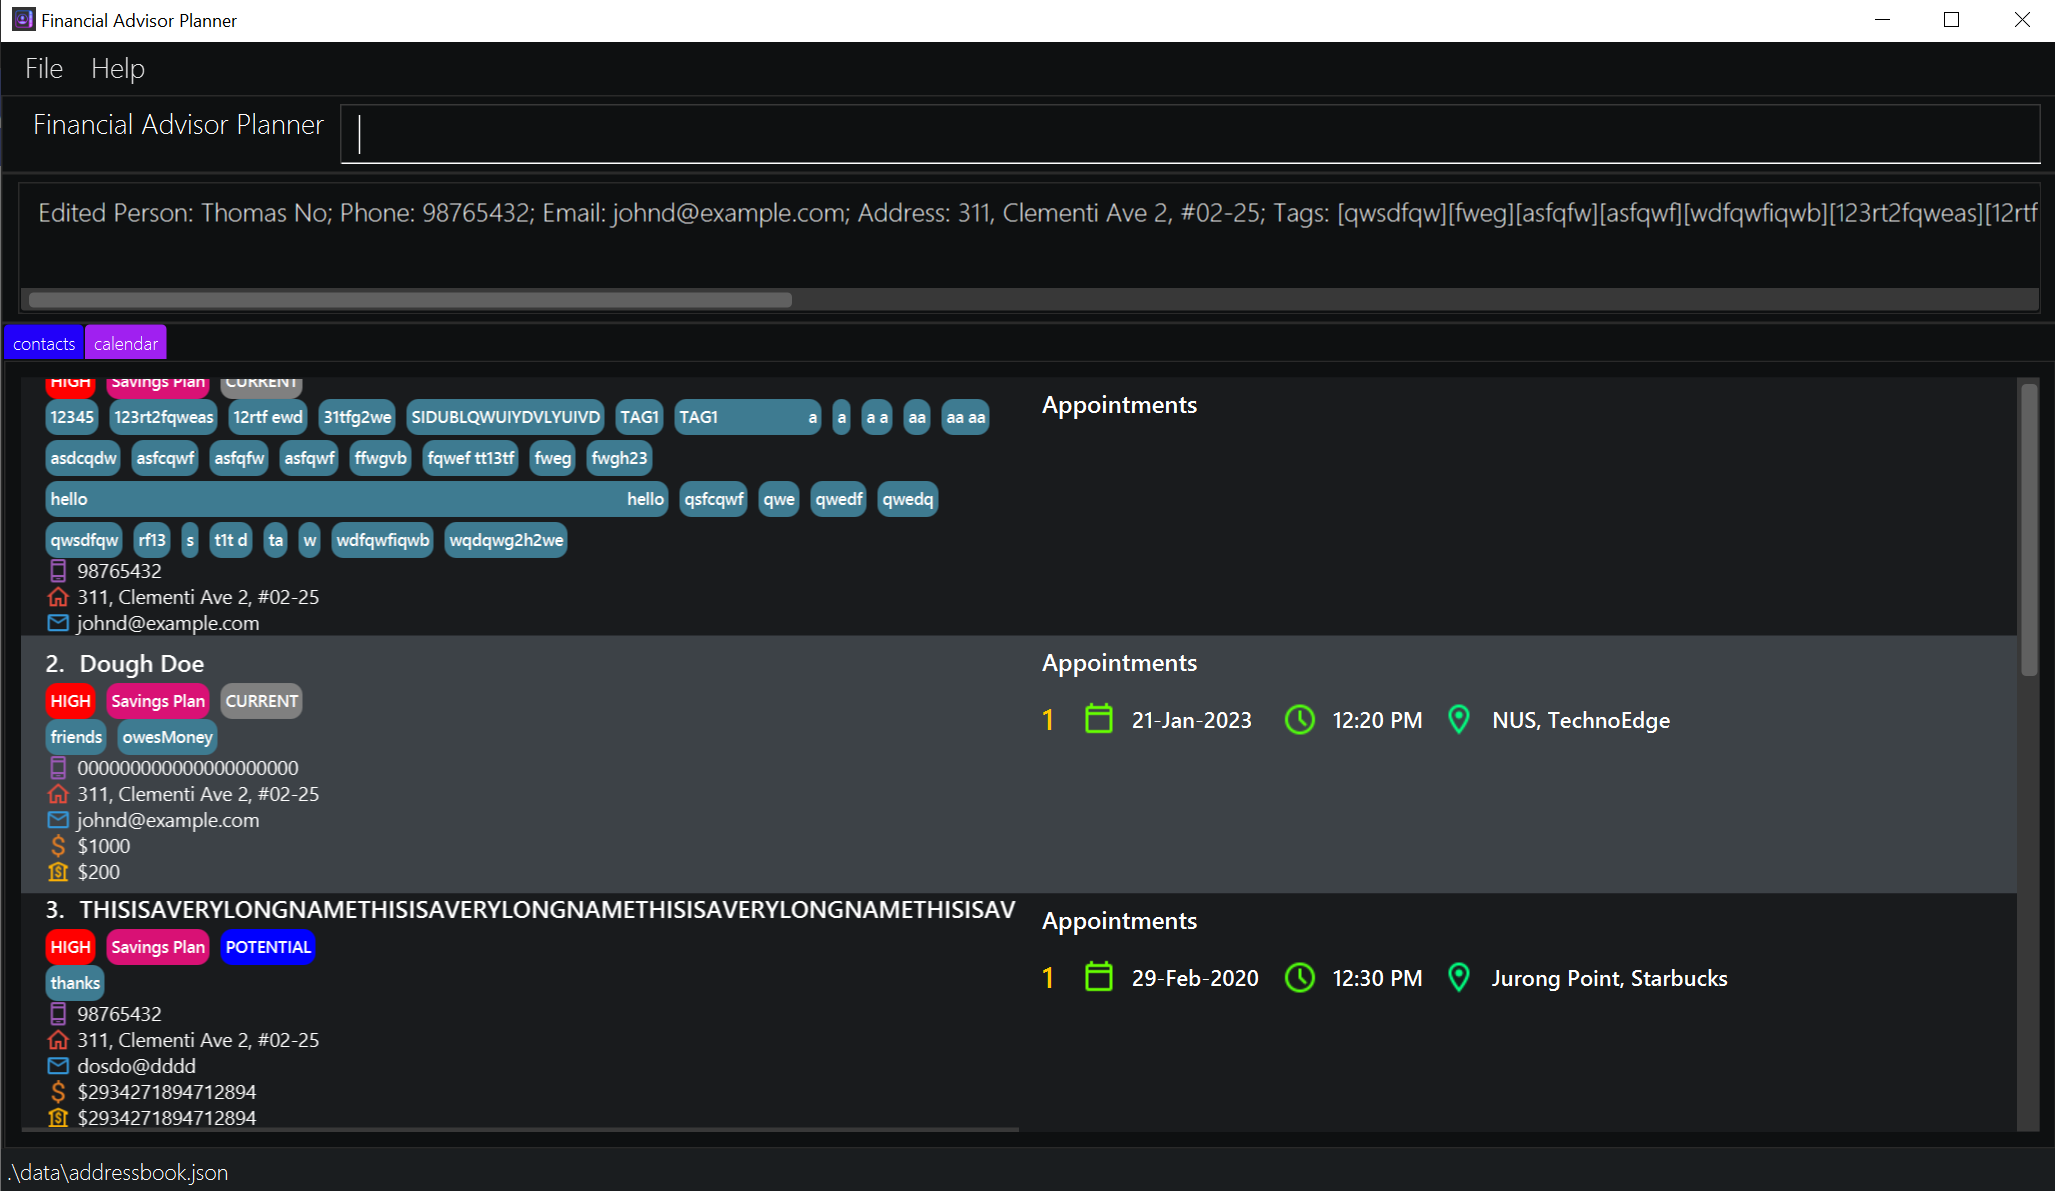 Financial Advisor Planner
File Help
Financial Advisor Planner
Edited Person: Thomas No; Phone: 98765432; Email: johnd@example.com; Address: 311, Clementi Ave 2, #02-25; Tags: [qwsdfqw][fweg][asfqfw][asfqwf][wdfqwfiqwb][123rt2fqweas][12rtf
contacts calendar
HIGH Savings Plan CURRENT
12345 123rt2fqweas 12rtf ewd 31tfg2we SIDUBLQWUIYDVLYUIVD TAG1 TAG1 a a a a aa aa aa
asdcqdw asfcqwf asfqfw asfqwf ffwgvb fqwef tt13tf fweg fwgh23
hello hello qsfcqwf qwe qwedf qwedq
qwsdfqw rf13 s t1t d ta w wdfqwfiqwb wqdqwg2h2we
98765432
311, Clementi Ave 2, #02-25
johnd@example.com
Appointments
2. Dough Doe
HIGH Savings Plan CURRENT
friends owesMoney
000000000000000000000
311, Clementi Ave 2, #02-25
johnd@example.com
$1000
$200
Appointments
1 21-Jan-2023 12:20 PM NUS, TechnoEdge
3. THISISAVERYLONGNAMETHISISAVERYLONGNAMETHISISAVERYLONGNAMETHISISAV
HIGH Savings Plan POTENTIAL
thanks
98765432
311, Clementi Ave 2, #02-25
dosdo@dddd
$2934271894712894
$2934271894712894
Appointments
1 29-Feb-2020 12:30 PM Jurong Point, Starbucks
.\data\addressbook.json